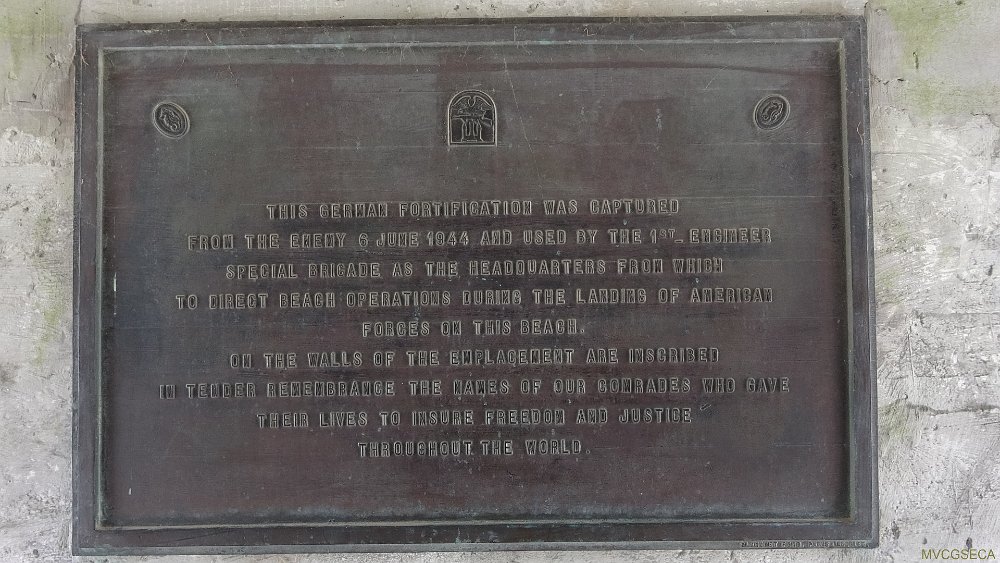 THIS GERMAN FORTIFICATION WAS CAPTURED
FROM THE ENEMY 6 JUNE 1944 AND USED BY THE 1ST_ ENGINEER
SPECIAL BRIGADE AS THE HEADQUARTERS FROM WHICH
TO DIRECT BEACH OPERATIONS DURING THE LANDING OF AMERICAN
FORCES ON THIS BEACH.
ON THE WALLS OF THE EMPLACEMENT ARE INSCRIBED
IN TENDER REMEMBRANCE THE NAMES OF OUR COMRADES WHO GAVE
THEIR LIVES TO INSURE FREEDOM AND JUSTICE
THROUGHOUT THE WORLD.
MVCGSECA